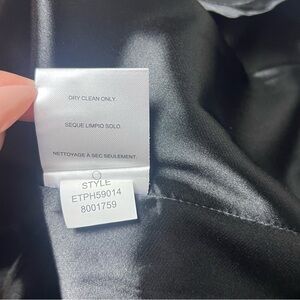 DRY CLEAN ONLY.
SEQUE LIMPIO SOLO.
NETTOYAGE À SEC SEULEMENT.
STYLE
ETPH59014
8001759